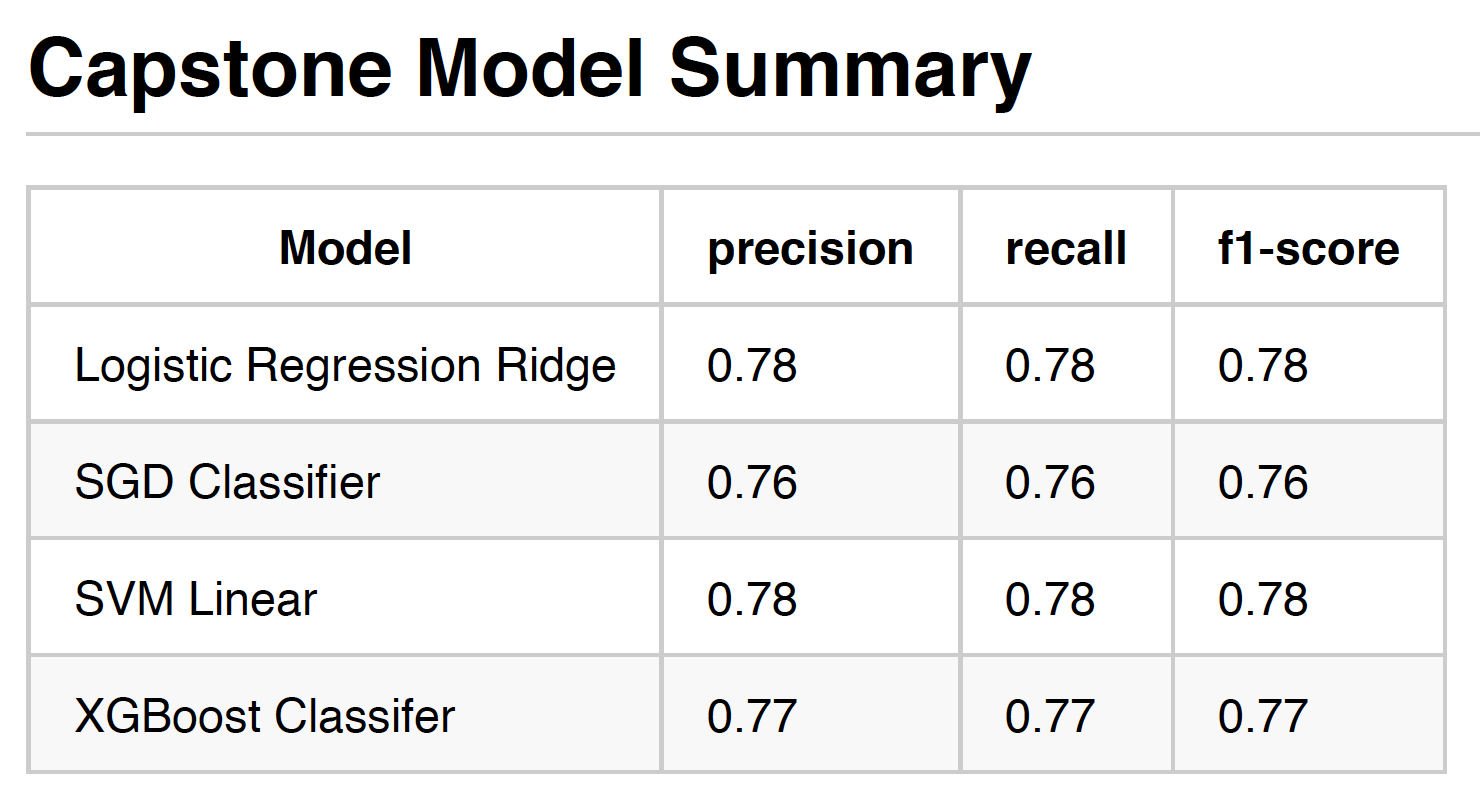 Capstone Model Summary
Model precision recall f1-score
Logistic Regression Ridge 0.78 0.78 0.78
SGD Classifier 0.76 0.76 0.76
SVM Linear 0.78 0.78 0.78
XGBoost Classifer 0.77 0.77 0.77